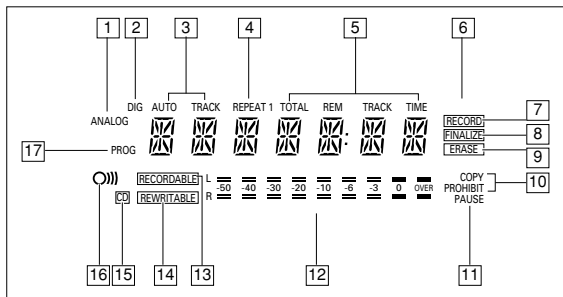 1 2 3 4 5 6
DIG AUTO TRACK REPEAT 1 TOTAL REM TRACK TIME
ANALOG
RECORD 7
FINALIZE 8
17 PROG
ERASE 9
RECORDABLE L COPY
-50 -40 -30 -20 -10 -6 -3 0 OVER
PROHIBIT 10
CD REWRITABLE R PAUSE
16 15 14 13 12 11